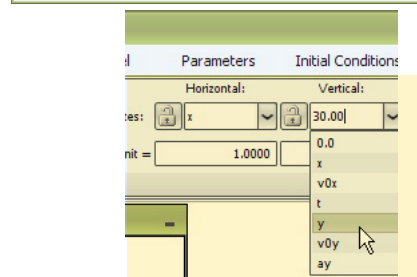 Parameters Initial Conditions
Horizontal: Vertical:
x 30.00
1.0000
0.0
x
v0x
t
y
v0y
ay